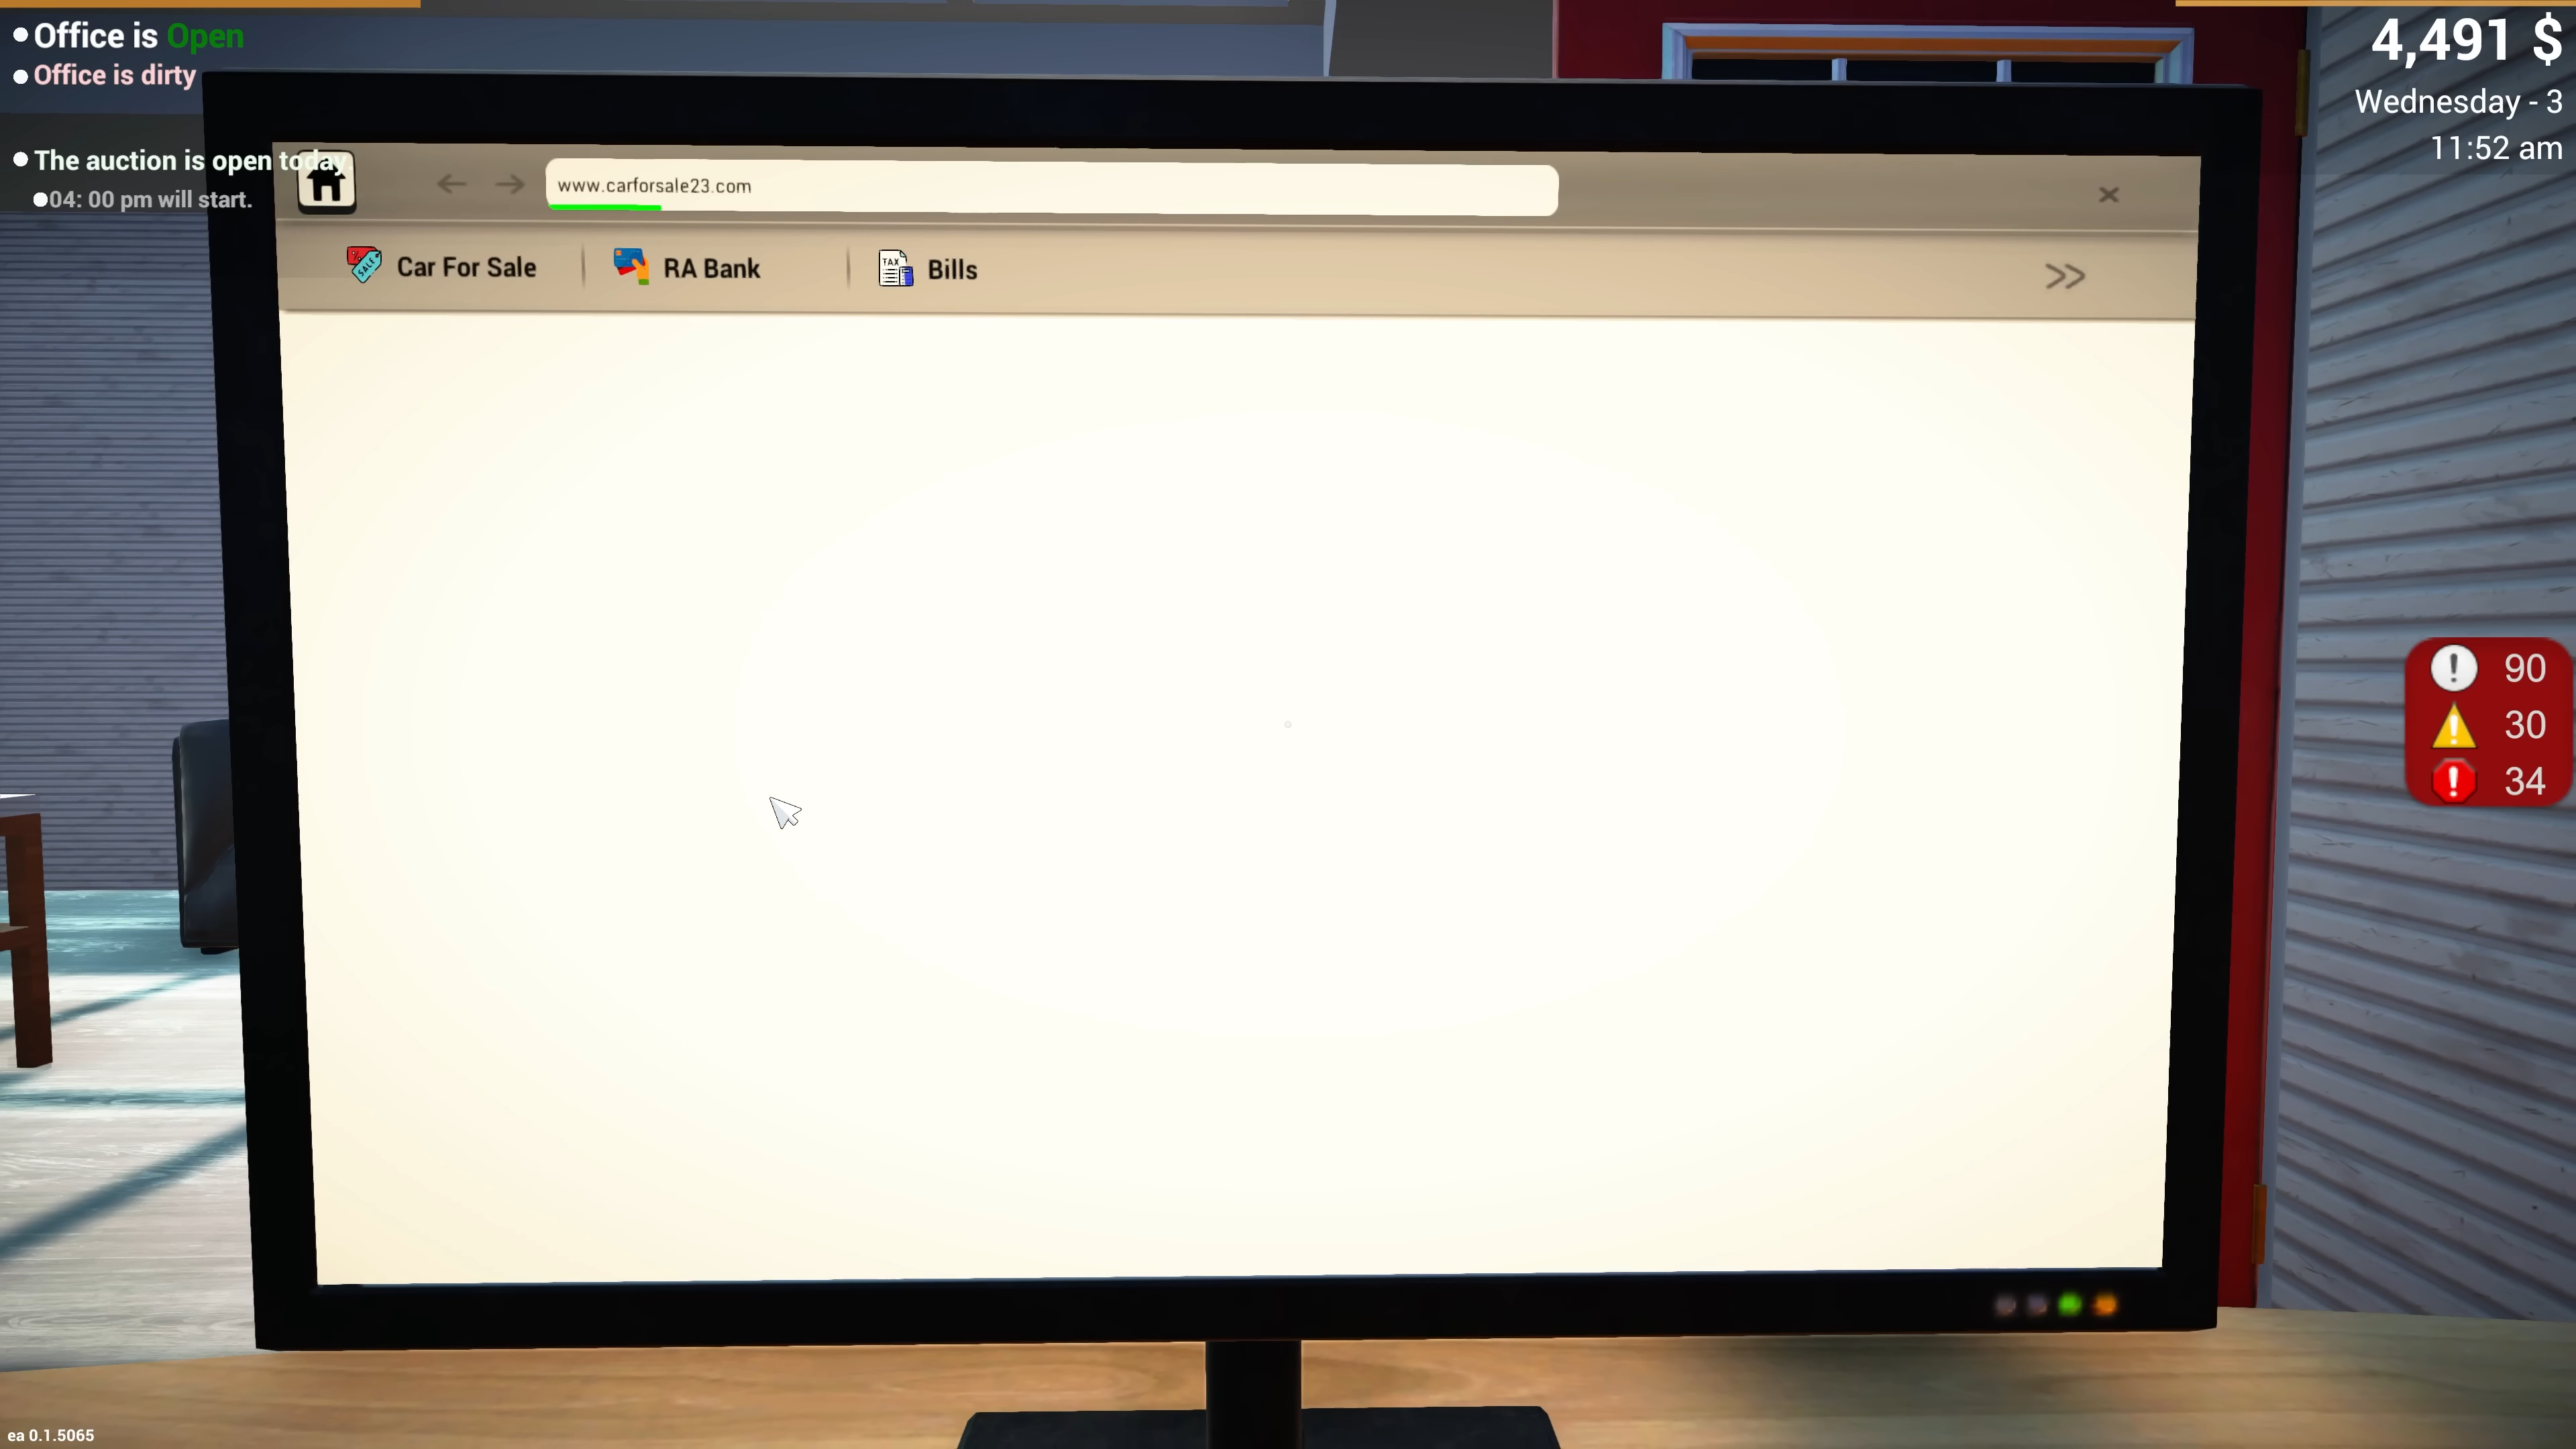 Office is Open
Office is dirty
The auction is open today.
04: 00 pm will start.
4,491 $
Wednesday - 3
11:52 am
www.carforsale23.com
Car For Sale
RA Bank
TAX
Bills
SALE
90
30
34
ea 0.1.5065